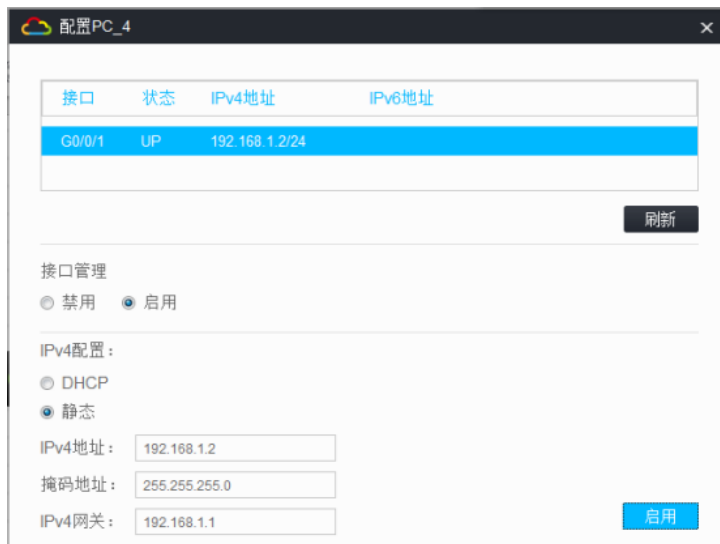 配置PC_4
接口 状态 IPv4地址 IPv6地址
G0/0/1 UP 192.168.1.2/24
刷新
接口管理
禁用 启用
IPv4配置：
DHCP
静态
IPv4地址： 192.168.1.2
掩码地址： 255.255.255.0
IPv4网关： 192.168.1.1
启用